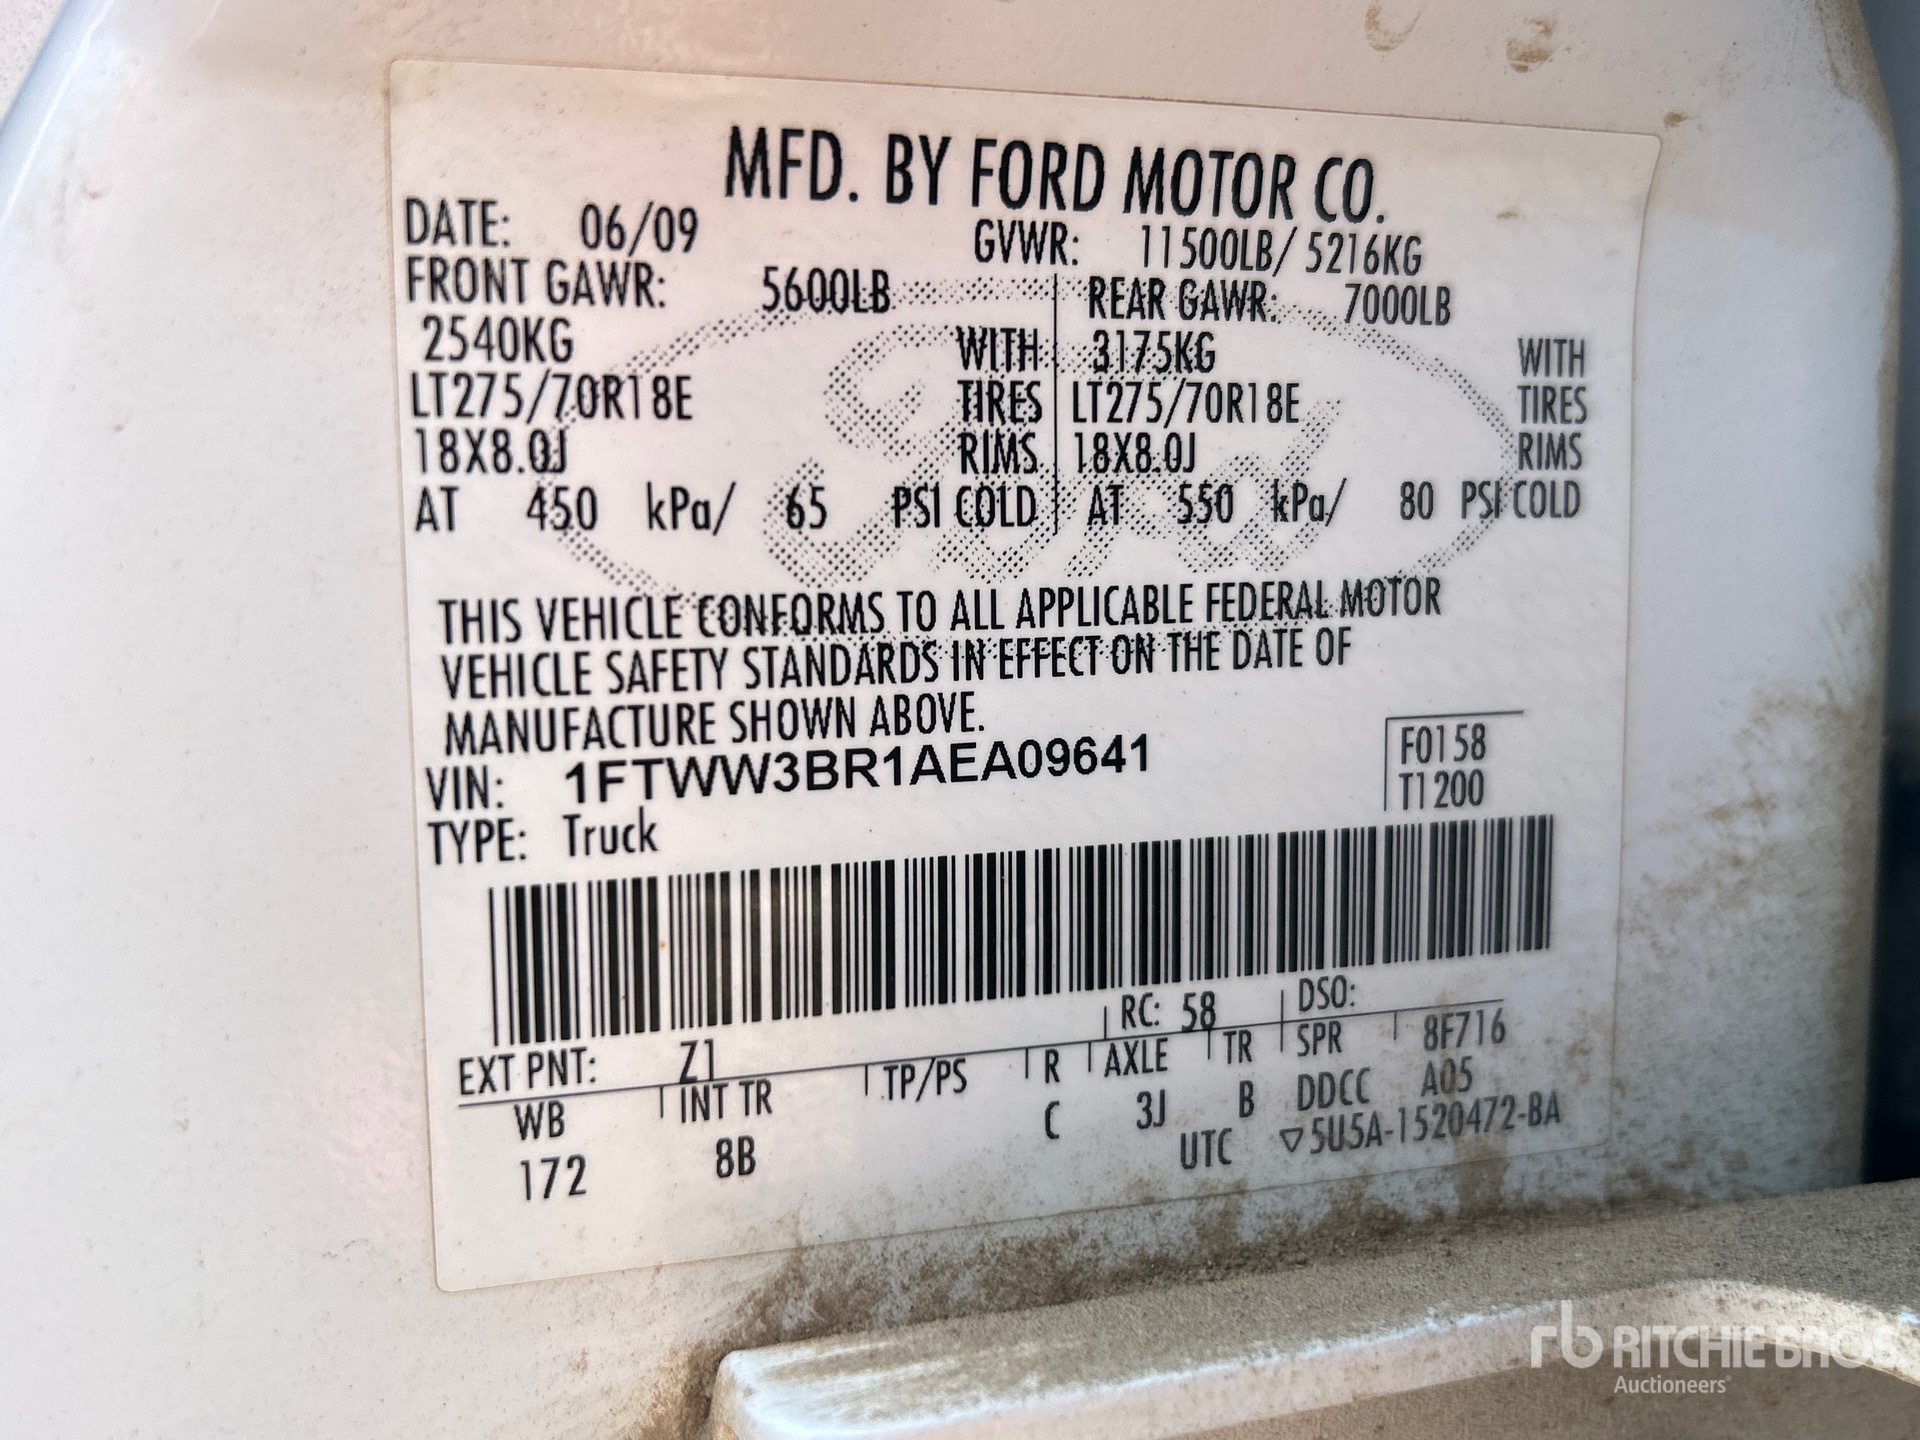 MFD. BY FORD MOTOR CO.
DATE: 06/09 GVWR: 11500LB/ 5216KG
FRONT GAWR: 5600LB REAR GAWR: 7000LB
2540KG WITH 3175KG WITH
LT275/70R18E TIRES LT275/70R18E TIRES
18X8.0J RIMS 18X8.0J RIMS
AT 450 kPa/ 65 PSI COLD AT 550 kPa/ 80 PSI COLD
Ford
THIS VEHICLE CONFORMS TO ALL APPLICABLE FEDERAL MOTOR
VEHICLE SAFETY STANDARDS IN EFFECT ON THE DATE OF
MANUFACTURE SHOWN ABOVE.
VIN: 1FTWW3BR1AEA09641 F0158
TYPE: Truck T1200
RC: 58 DSO:
EXT PNT: Z1
WB INT TR TP/PS R AXLE TR SPR 8F716
172 8B C 3J B DDCC A05
UTC ▽5U5A-1520472-BA
rb RITCHIE BROS
Auctioneers